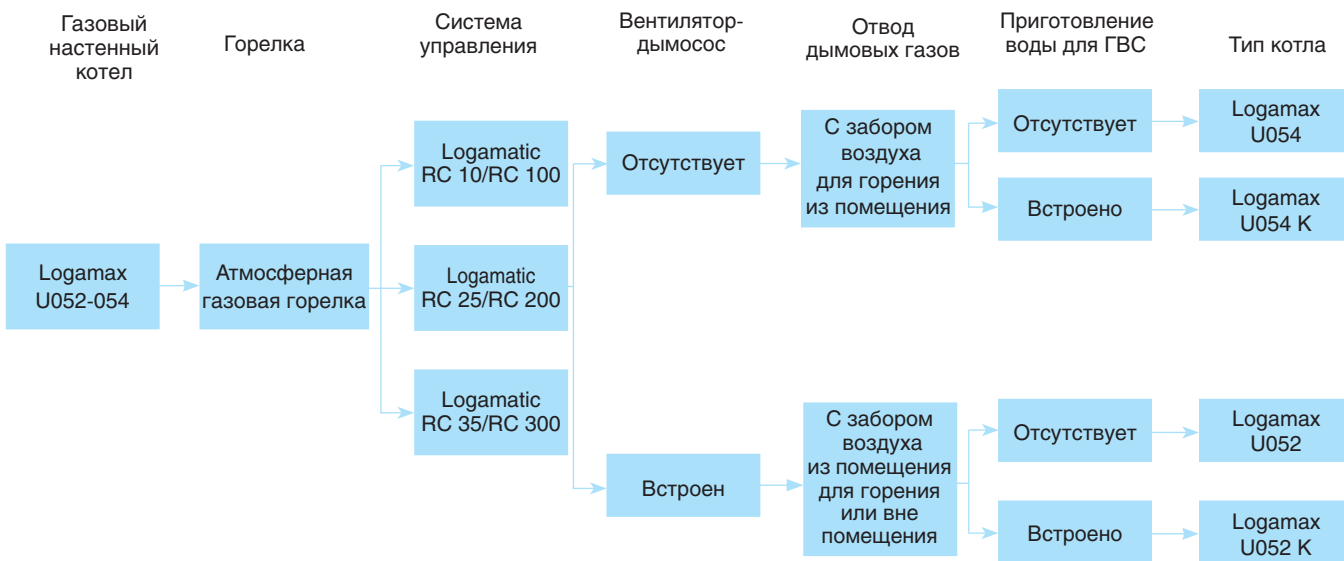 Газовый
настенный
котел
Горелка
Система
управления
Вентилятор-
дымосос
Отвод
дымовых газов
Приготовление
воды для ГВС
Тип котла
Logamax
U052-054
Атмосферная
газовая горелка
Logamatic
RC 10/RC 100
Logamatic
RC 25/RC 200
Logamatic
RC 35/RC 300
Отсутствует
Встроен
С забором
воздуха
для горения
из помещения
С забором
воздуха
из помещения
для горения
или вне
помещения
Отсутствует
Встроено
Отсутствует
Встроено
Logamax
U054
Logamax
U054 K
Logamax
U052
Logamax
U052 K